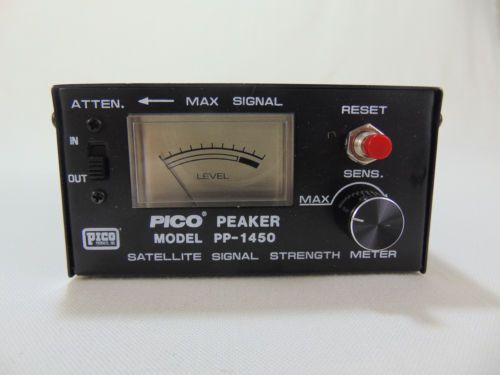 ATTEN. ← MAX SIGNAL
RESET
IN
OUT
LEVEL
SENS.
MAX
PICO® PEAKER
MODEL PP-1450
PICO
SATELLITE SIGNAL STRENGTH METER